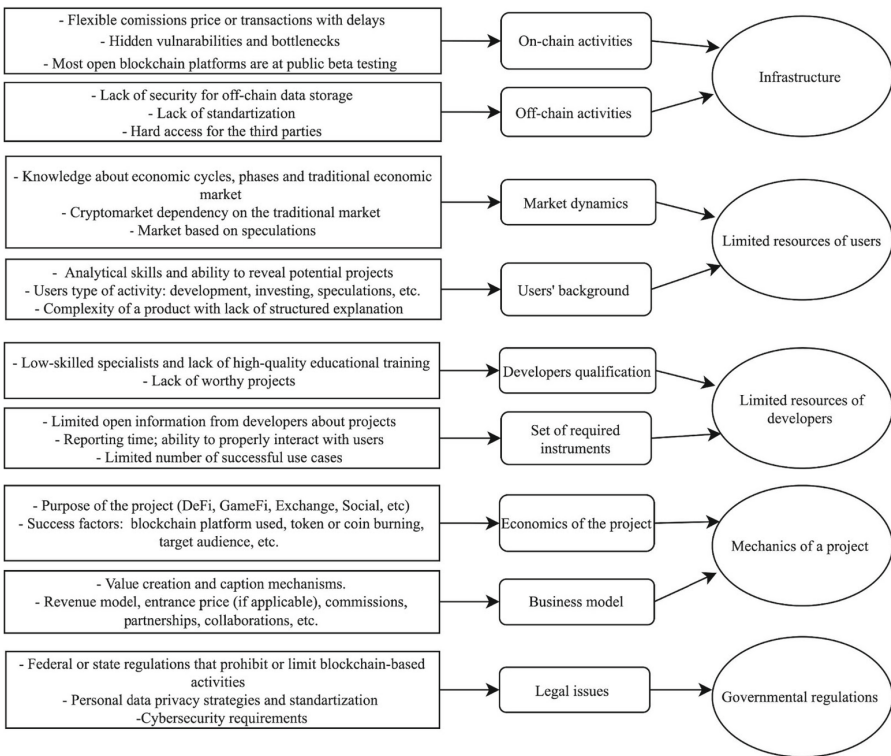 - Flexible comissions price or transactions with delays
- Hidden vulnarabilities and bottlenecks
- Most open blockchain platforms are at public beta testing
On-chain activities
Infrastructure
- Lack of security for off-chain data storage
- Lack of standartization
- Hard access for the third parties
Off-chain activities
- Knowledge about economic cycles, phases and traditional economic
market
- Cryptomarket dependency on the traditional market
- Market based on speculations
Market dynamics
Limited resources of users
- Analytical skills and ability to reveal potential projects
- Users type of activity: development, investing, speculations, etc.
- Complexity of a product with lack of structured explanation
Users' background
- Low-skilled specialists and lack of high-quality educational training
- Lack of worthy projects
Developers qualification
Limited resources of
developers
- Limited open information from developers about projects
- Reporting time; ability to properly interact with users
- Limited number of successful use cases
Set of required
instruments
- Purpose of the project (DeFi, GameFi, Exchange, Social, etc)
- Success factors: blockchain platform used, token or coin burning,
target audience, etc.
Economics of the project
Mechanics of a project
- Value creation and caption mechanisms.
- Revenue model, entrance price (if applicable), commissions,
partnerships, collaborations, etc.
Business model
- Federal or state regulations that prohibit or limit blockchain-based
activities
- Personal data privacy strategies and standartization
-Cybersecurity requirements
Legal issues
Governmental regulations